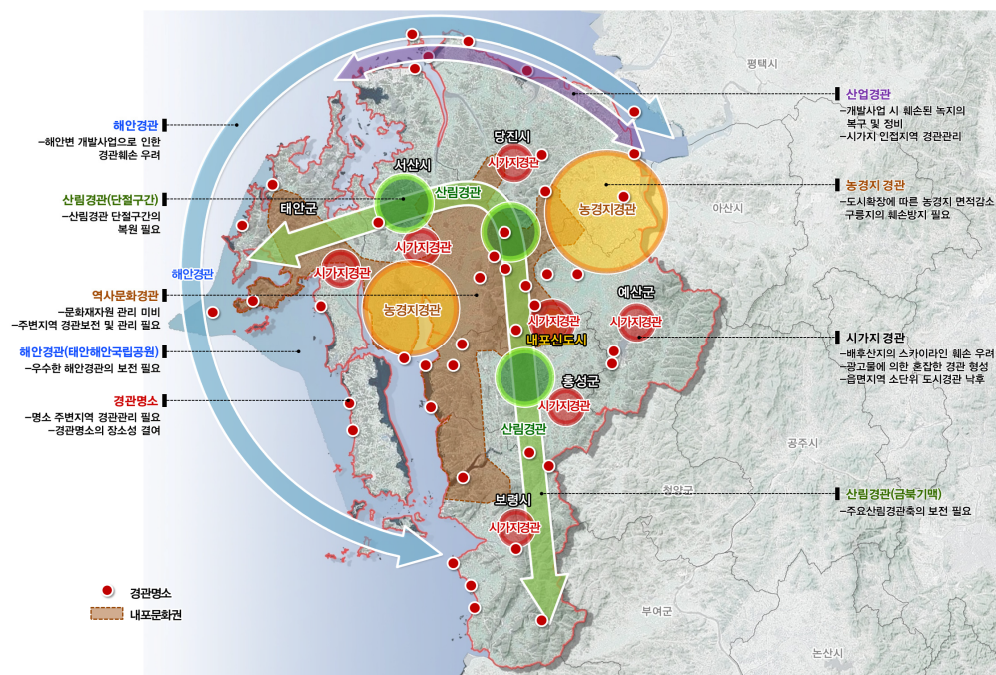 해안경관
–해안변 개발사업으로 인한
경관훼손 우려
산림경관(단절구간)
–산림경관 단절구간의
복원 필요
해안경관
역사문화경관
–문화재자원 관리 미비
–주변지역 경관보전 및 관리 필요
해안경관(태안해안국립공원)
–우수한 해안경관의 보전 필요
경관명소
–명소 주변지역 경관관리 필요
–경관명소의 장소성 결여
경관명소
내포문화권
당진시
시가지경관
서산시
산림경관
태안군
시가지경관
시가지경관
농경지경관
농경지경관
예산군
시가지경관
시가지경관
내포신도시
홍성군
시가지경관
산림경관
보령시
시가지경관
평택시
아산시
공주시
청양군
부여군
논산시
산업경관
–개발사업 시 훼손된 녹지의
복구 및 정비
–시가지 인접지역 경관관리
농경지 경관
–도시확장에 따른 농경지 면적감소
구릉지의 훼손방지 필요
시가지 경관
–배후산지의 스카이라인 훼손 우려
–광고물에 의한 혼잡한 경관 형성
–읍면지역 소단위 도시경관 낙후
산림경관(금북기맥)
–주요산림경관축의 보전 필요